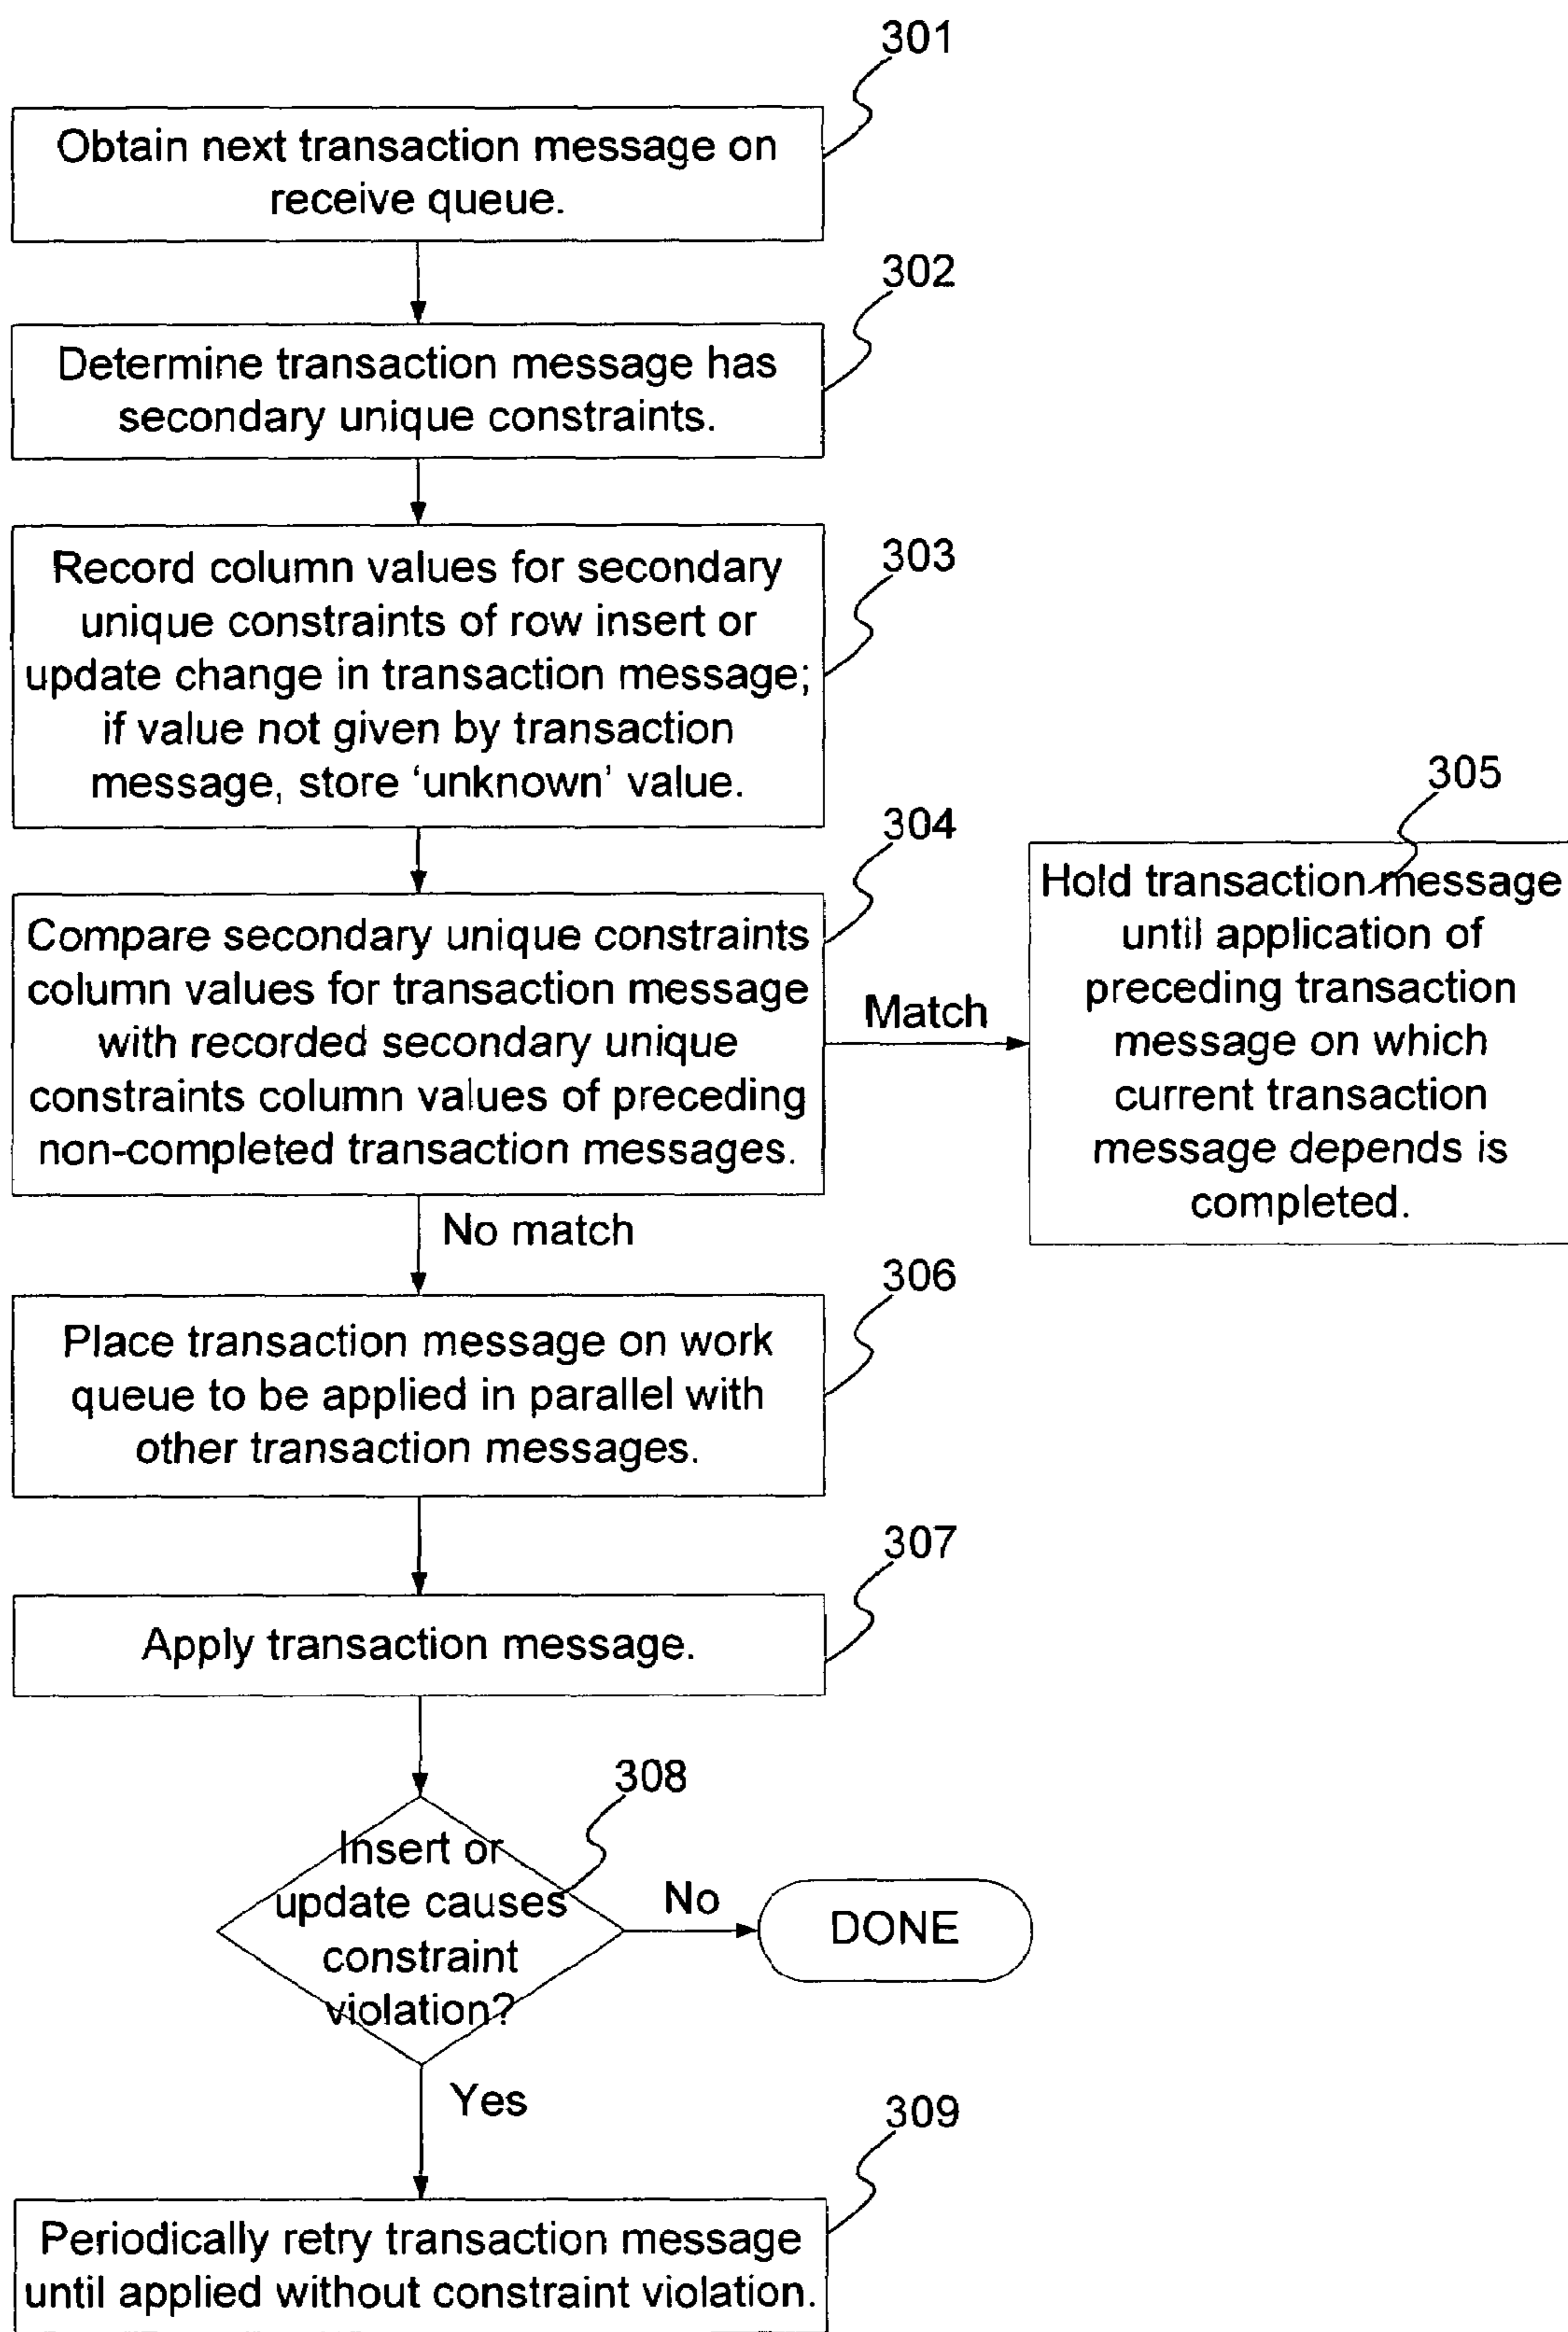 301
Obtain next transaction message on
receive queue.
302
Determine transaction message has
secondary unique constraints.
303
Record column values for secondary
unique constraints of row insert or
update change in transaction message;
if value not given by transaction
message, store ‘unknown’ value.
304
Compare secondary unique constraints
column values for transaction message
with recorded secondary unique
constraints column values of preceding
non-completed transaction messages.
Match
305
Hold transaction message
until application of
preceding transaction
message on which
current transaction
message depends is
completed.
No match
306
Place transaction message on work
queue to be applied in parallel with
other transaction messages.
307
Apply transaction message.
308
Insert or
update causes
constraint
violation?
No
DONE
Yes
309
Periodically retry transaction message
until applied without constraint violation.